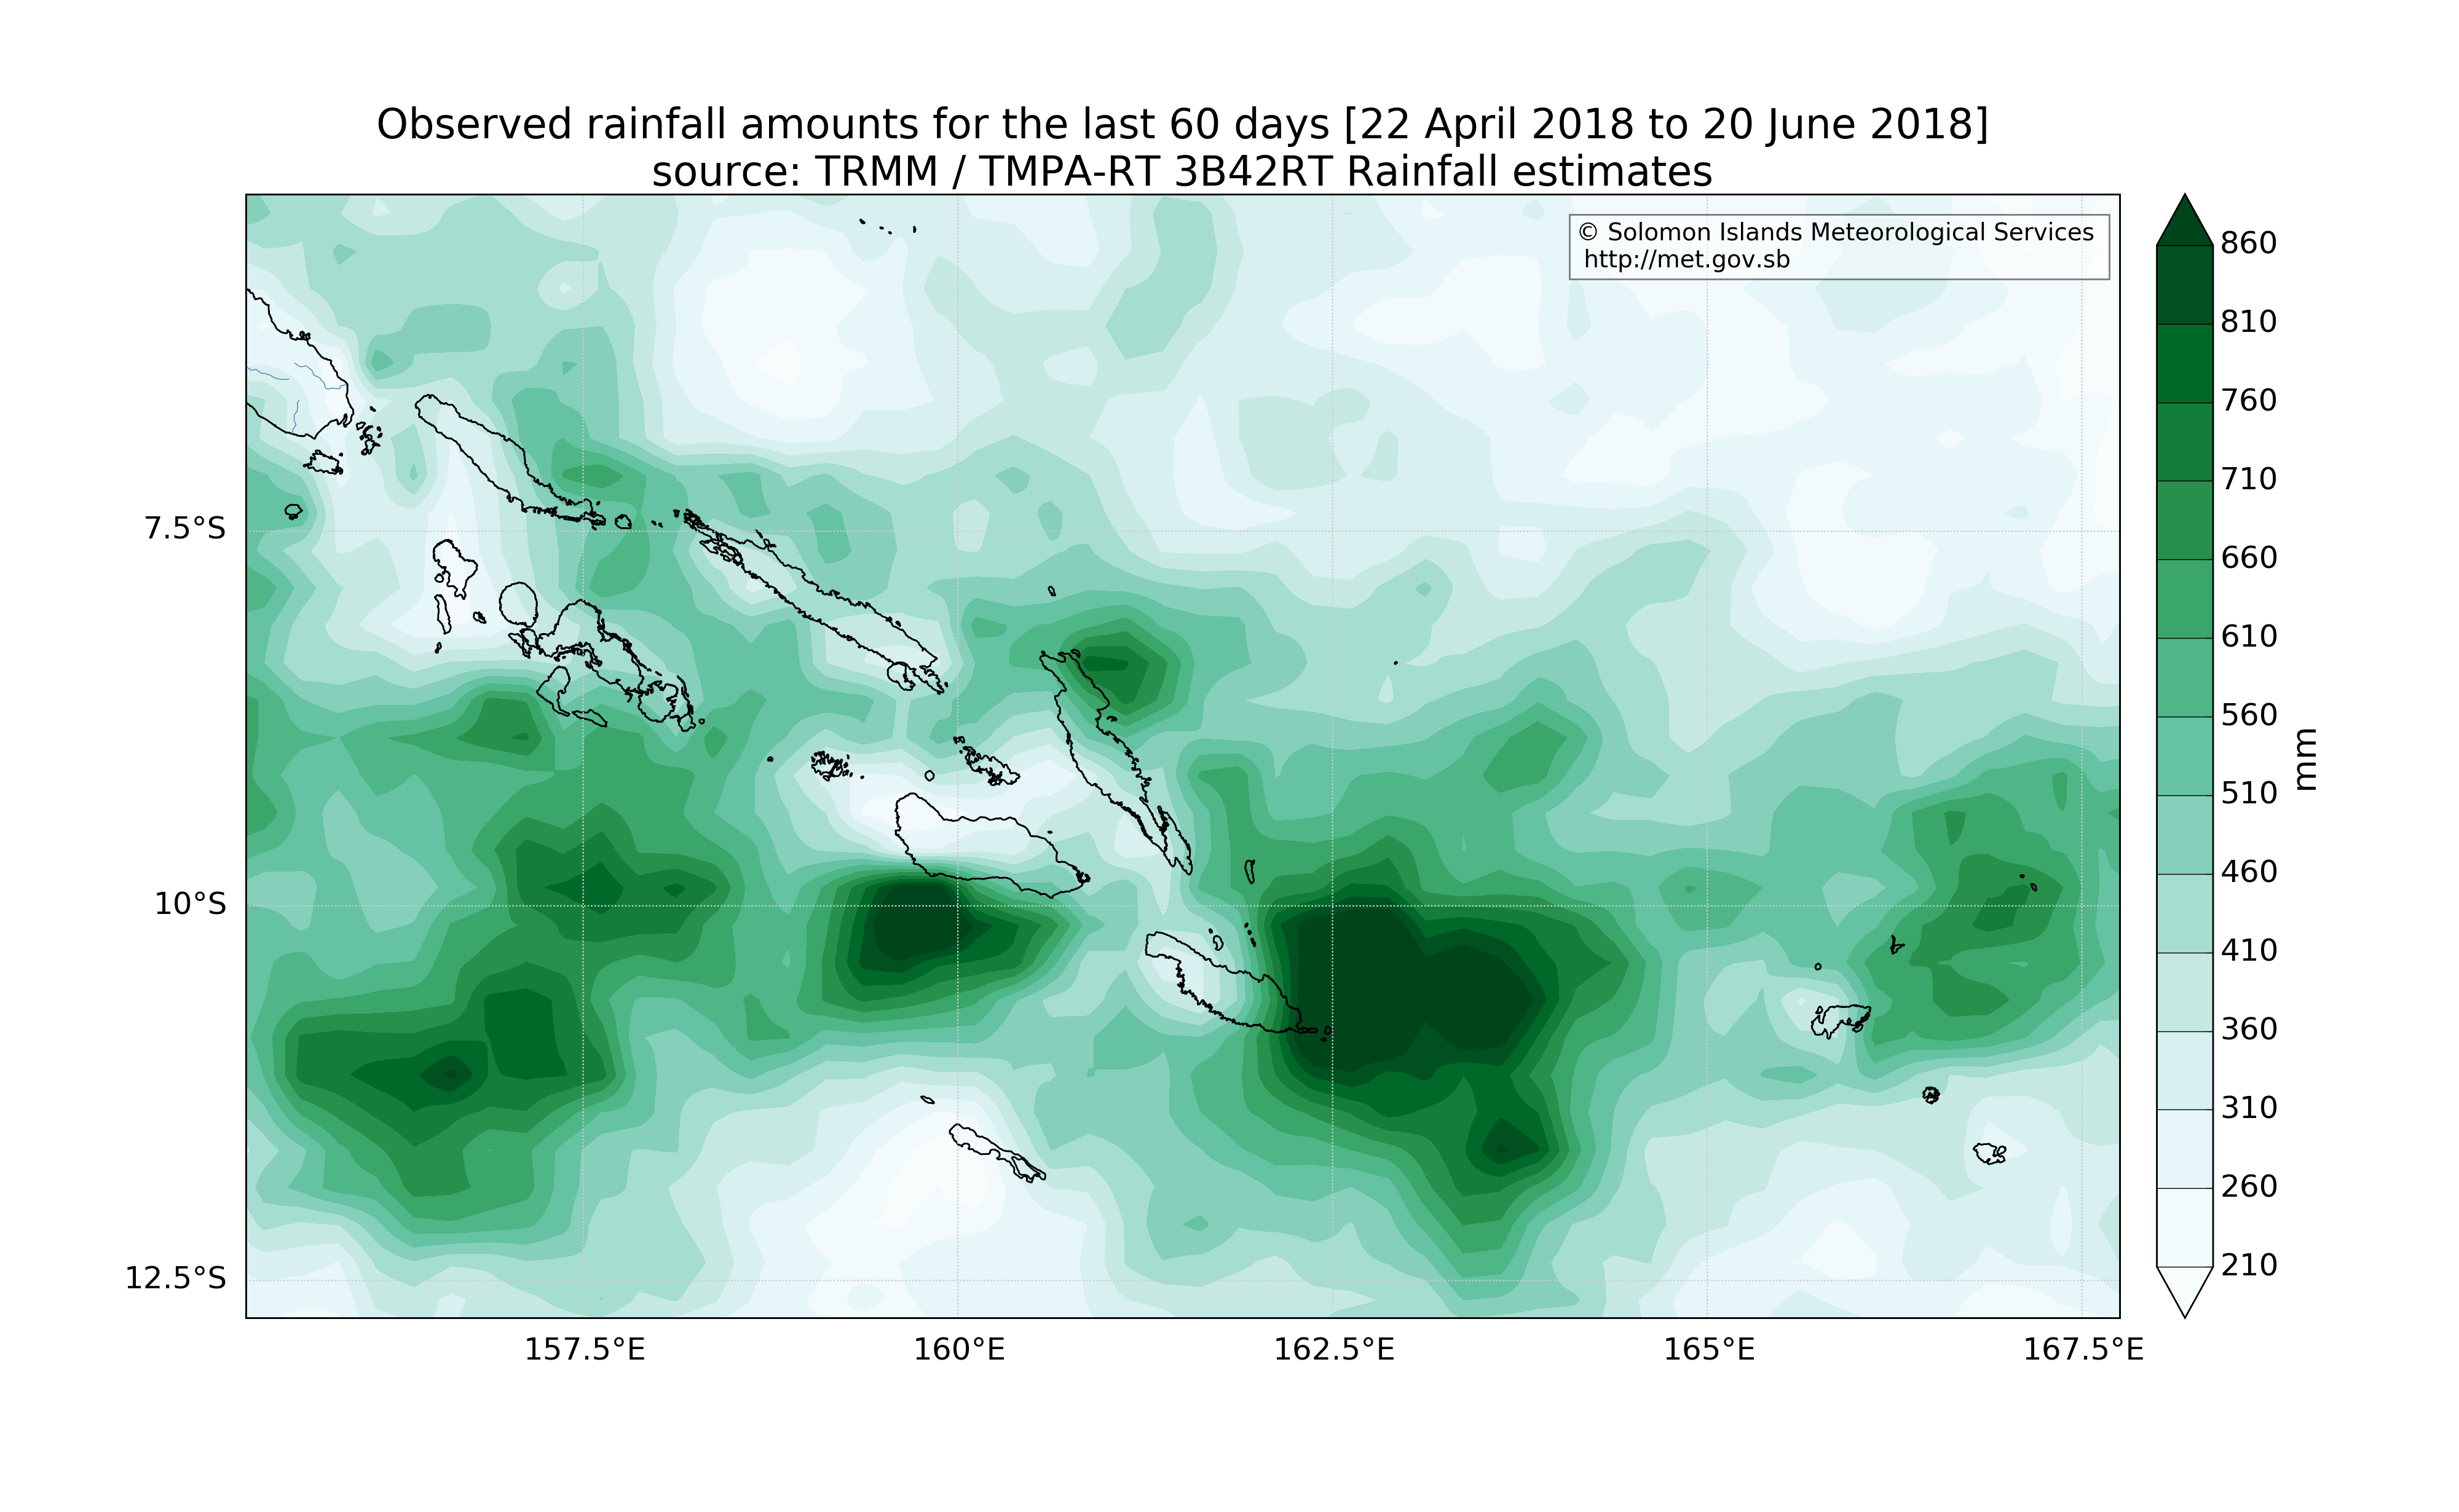 Observed rainfall amounts for the last 60 days [22 April 2018 to 20 June 2018]
source: TRMM / TMPA-RT 3B42RT Rainfall estimates
© Solomon Islands Meteorological Services
http://met.gov.sb
7.5°S
10°S
12.5°S
157.5°E
160°E
162.5°E
165°E
167.5°E
860
810
760
710
660
610
560
510
460
410
360
310
260
210
mm